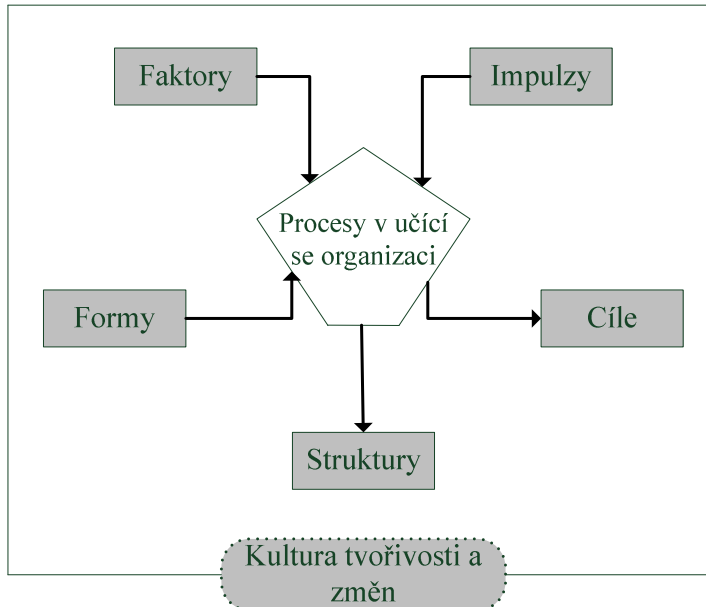 Faktory
Impulzy
Procesy v učící
se organizaci
Formy
Cíle
Struktury
Kultura tvořivosti a
změn